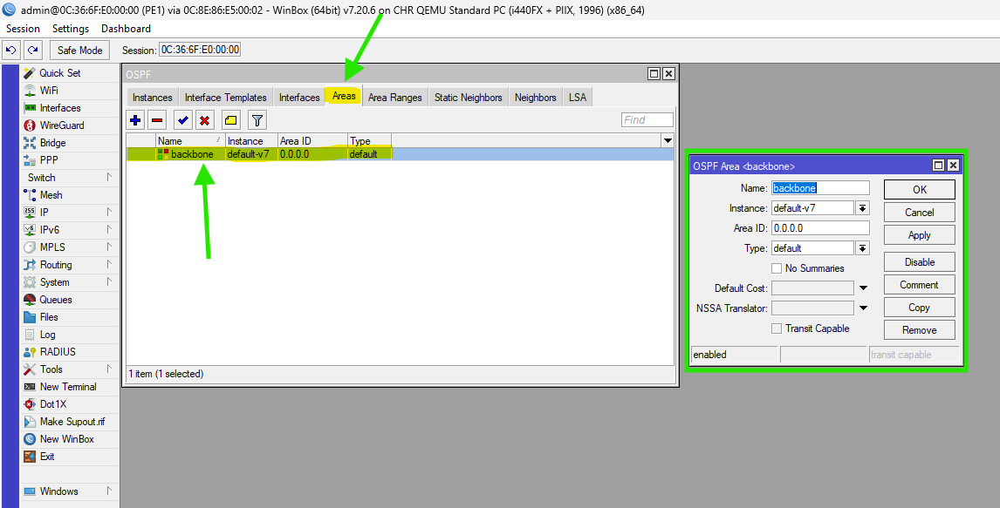 admin@0C:36:6F:E0:00:00 (PE1) via 0C:8E:86:E5:00:02 - WinBox (64bit) v7.20.6 on CHR QEMU Standard PC (i440FX + PIIX, 1996) (x86_64)
Session Settings Dashboard
Safe Mode Session: 0C:36:6F:E0:00:00
Quick Set
WiFi
Interfaces
WireGuard
Bridge
PPP
Switch
Mesh
IP
IPv6
MPLS
Routing
System
Queues
Files
Log
RADIUS
Tools
New Terminal
Dot1X
Make Supout.rif
New WinBox
Exit
Windows
OSPF
Instances Interface Templates Interfaces Areas Area Ranges Static Neighbors Neighbors LSA
Find
Name Instance Area ID Type
backbone default-v7 0.0.0.0 default
1 item (1 selected)
OSPF Area <backbone>
Name: backbone OK
Instance: default-v7 Cancel
Area ID: 0.0.0.0 Apply
Type: default
No Summaries Disable
Default Cost: Comment
NSSA Translator: Copy
Transit Capable Remove
enabled transit capable